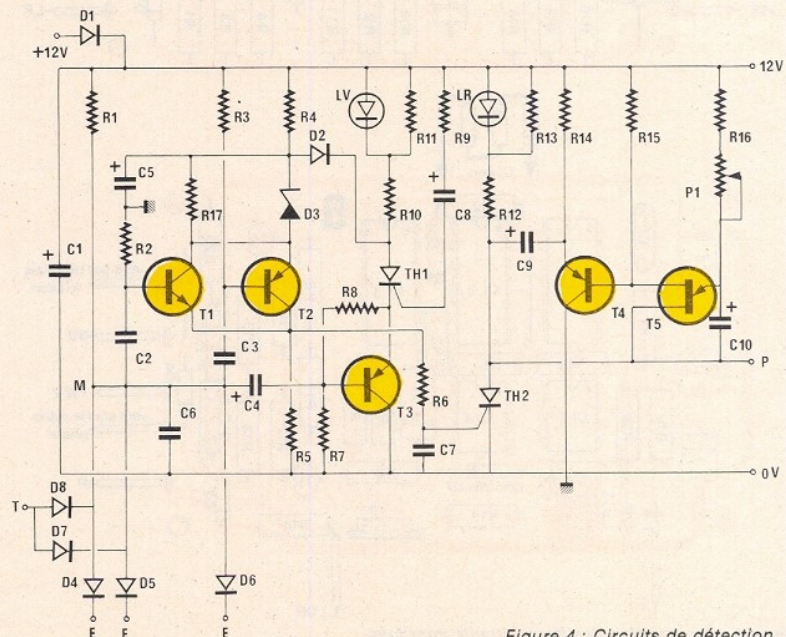 D1
+12V
12V
R1
R3
R4
LV
R11
R9
LR
R13
R14
R15
R16
D2
+
C5
R17
D3
R10
+
C8
R12
P1
R2
+
C9
C1
+
T1
T2
TH1
R8
T4
T5
+
C10
C2
C3
M
+
C4
T3
R6
TH2
P
C6
R5
R7
C7
0V
D8
T
D7
D4
D5
D6
E
E
E
Figure 4 : Circuits de détection